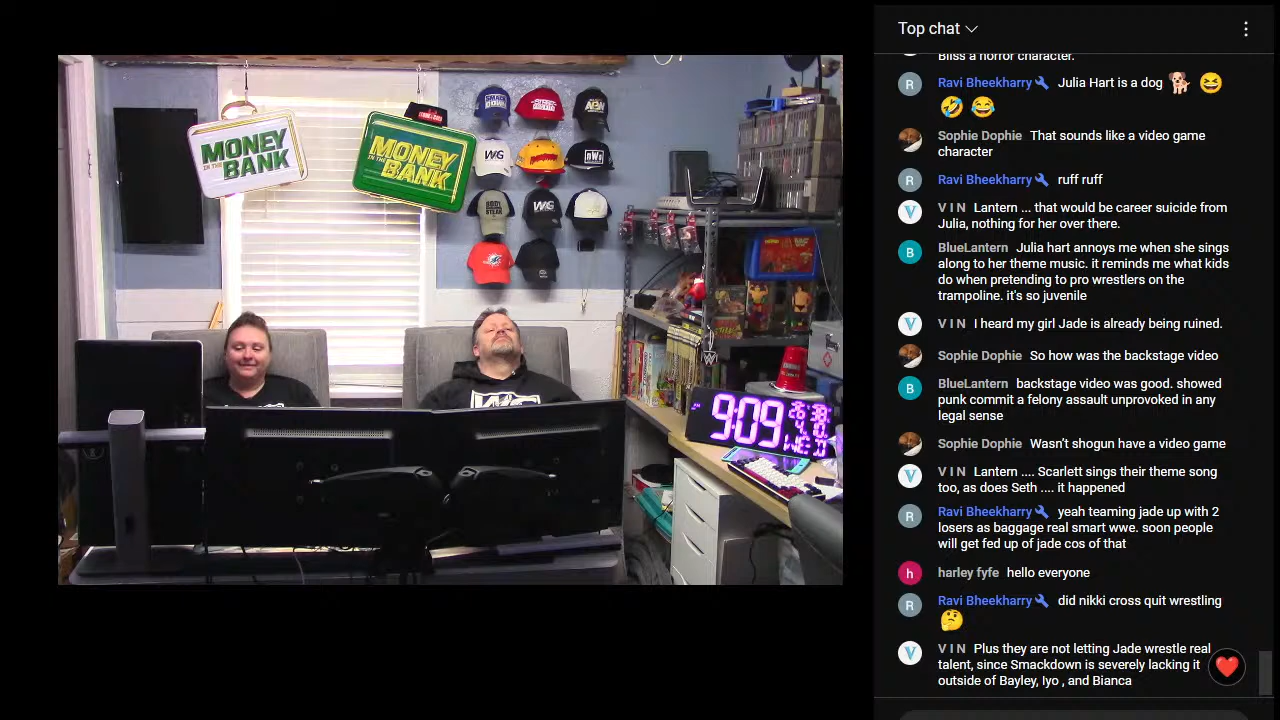 Top chat
Bliss a horror character.
Ravi Bheekharry Julia Hart is a dog 🐕 😆
🤣 😂
Sophie Dophie That sounds like a video game
character
Ravi Bheekharry ruff ruff
V I N Lantern ... that would be career suicide from
Julia, nothing for her over there.
BlueLantern Julia hart annoys me when she sings
along to her theme music. it reminds me what kids
do when pretending to pro wrestlers on the
trampoline. it's so juvenile
V I N I heard my girl Jade is already being ruined.
Sophie Dophie So how was the backstage video
BlueLantern backstage video was good. showed
punk commit a felony assault unprovoked in any
legal sense
Sophie Dophie Wasn't shogun have a video game
V I N Lantern .... Scarlett sings their theme song
too, as does Seth .... it happened
Ravi Bheekharry yeah teaming jade up with 2
losers as baggage real smart wwe. soon people
will get fed up of jade cos of that
harley fyfe hello everyone
Ravi Bheekharry did nikki cross quit wrestling
🤔
V I N Plus they are not letting Jade wrestle real
talent, since Smackdown is severely lacking it
outside of Bayley, Iyo , and Bianca
MONEY
IN THE BANK
MONEY
IN THE BANK
nWo
9:09